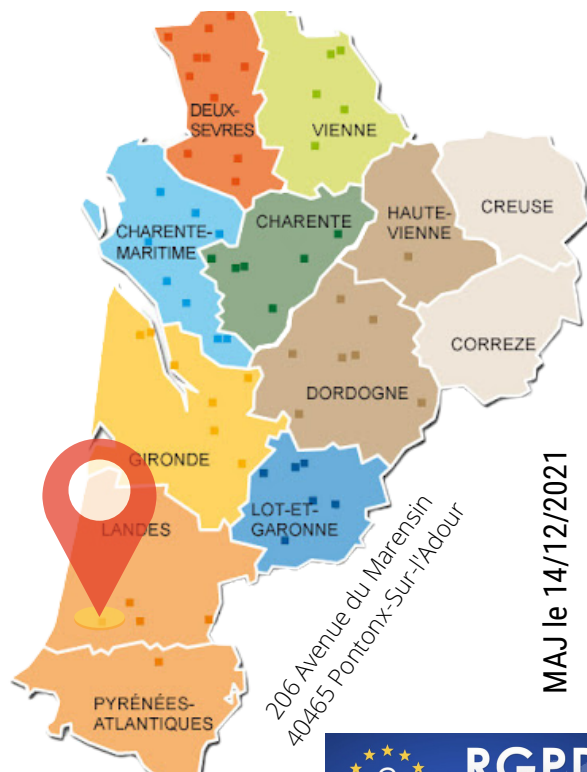 DEUX-
SEVRES
VIENNE
CHARENTE-
MARITIME
CHARENTE
HAUTE-
VIENNE
CREUSE
CORREZE
DORDOGNE
GIRONDE
LANDES
LOT-ET-
GARONNE
PYRÉNÉES-
ATLANTIQUES
206 Avenue du Marensin
40465 Pontonx-Sur-l'Adour
MAJ le 14/12/2021
RGPD